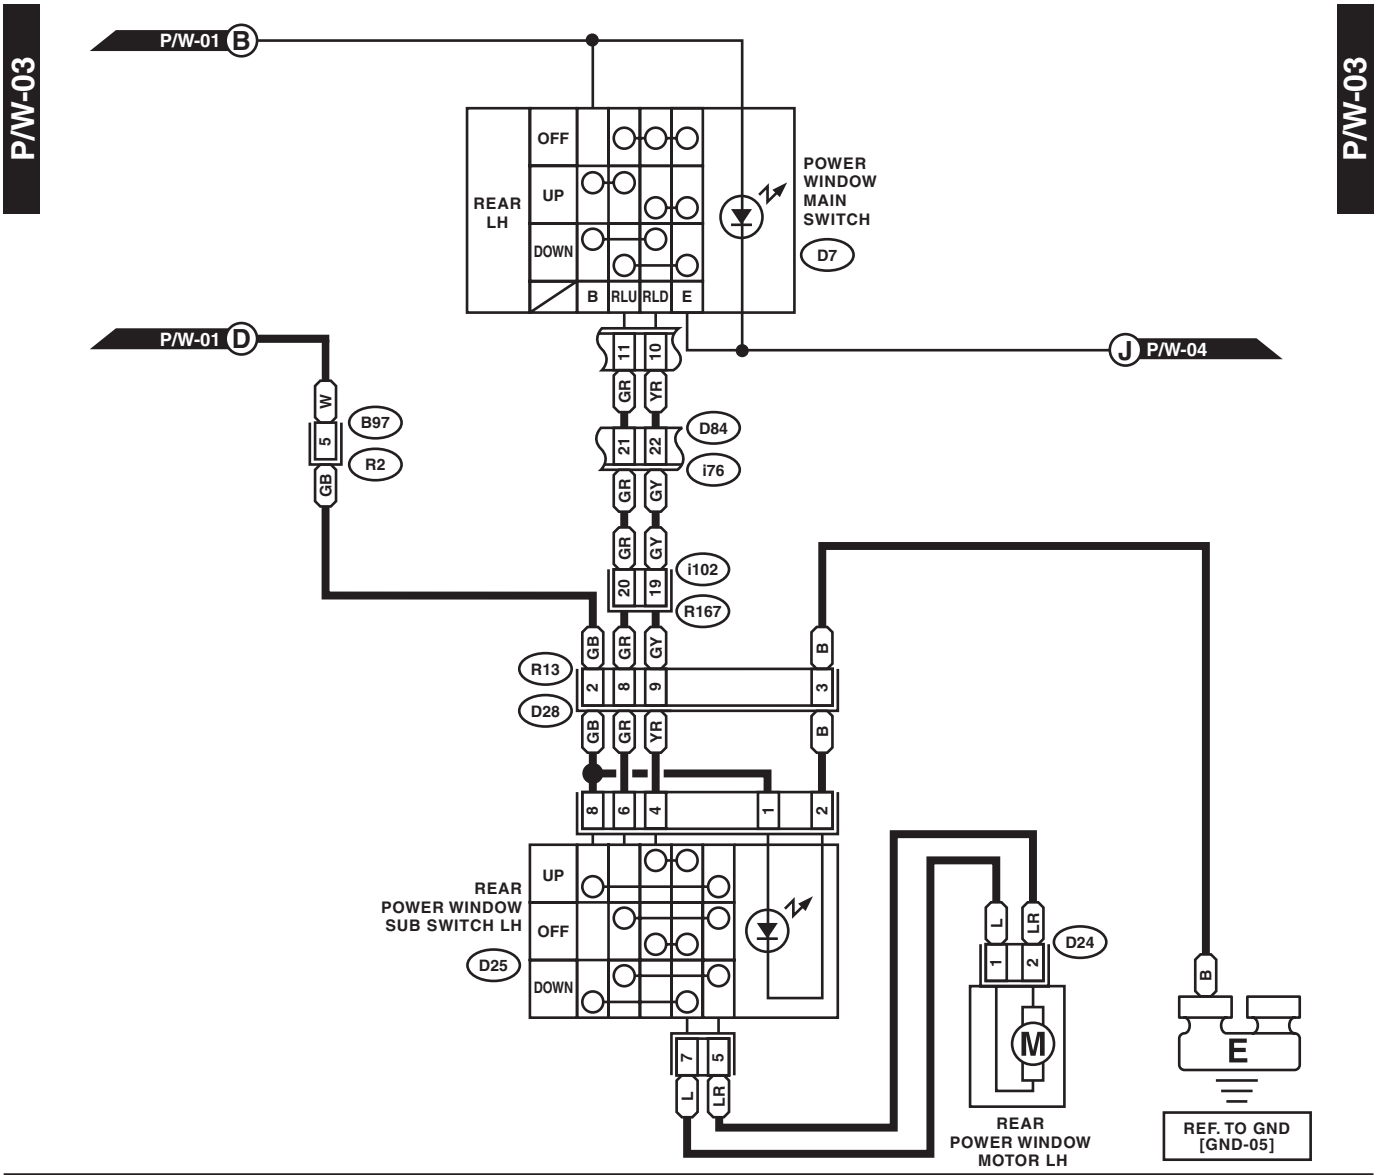 P/W-03
P/W-03
P/W-01 B
OFF
UP
DOWN
REAR
LH
B RLU RLD E
POWER
WINDOW
MAIN
SWITCH
D7
P/W-01 D
J P/W-04
11 10
GR YR
W
B97
5
R2
GB
D84
21 22
i76
GR GY
GR GY
i102
20 19
R167
GB GR GY B
R13
2 8 9 3
D28
GB GR YR B
8 6 4 1 2
UP
OFF
DOWN
REAR
POWER WINDOW
SUB SWITCH LH
D25
7 5
L LR
L LR
D24
1 2
M
REAR
POWER WINDOW
MOTOR LH
B
E
REF. TO GND
[GND-05]